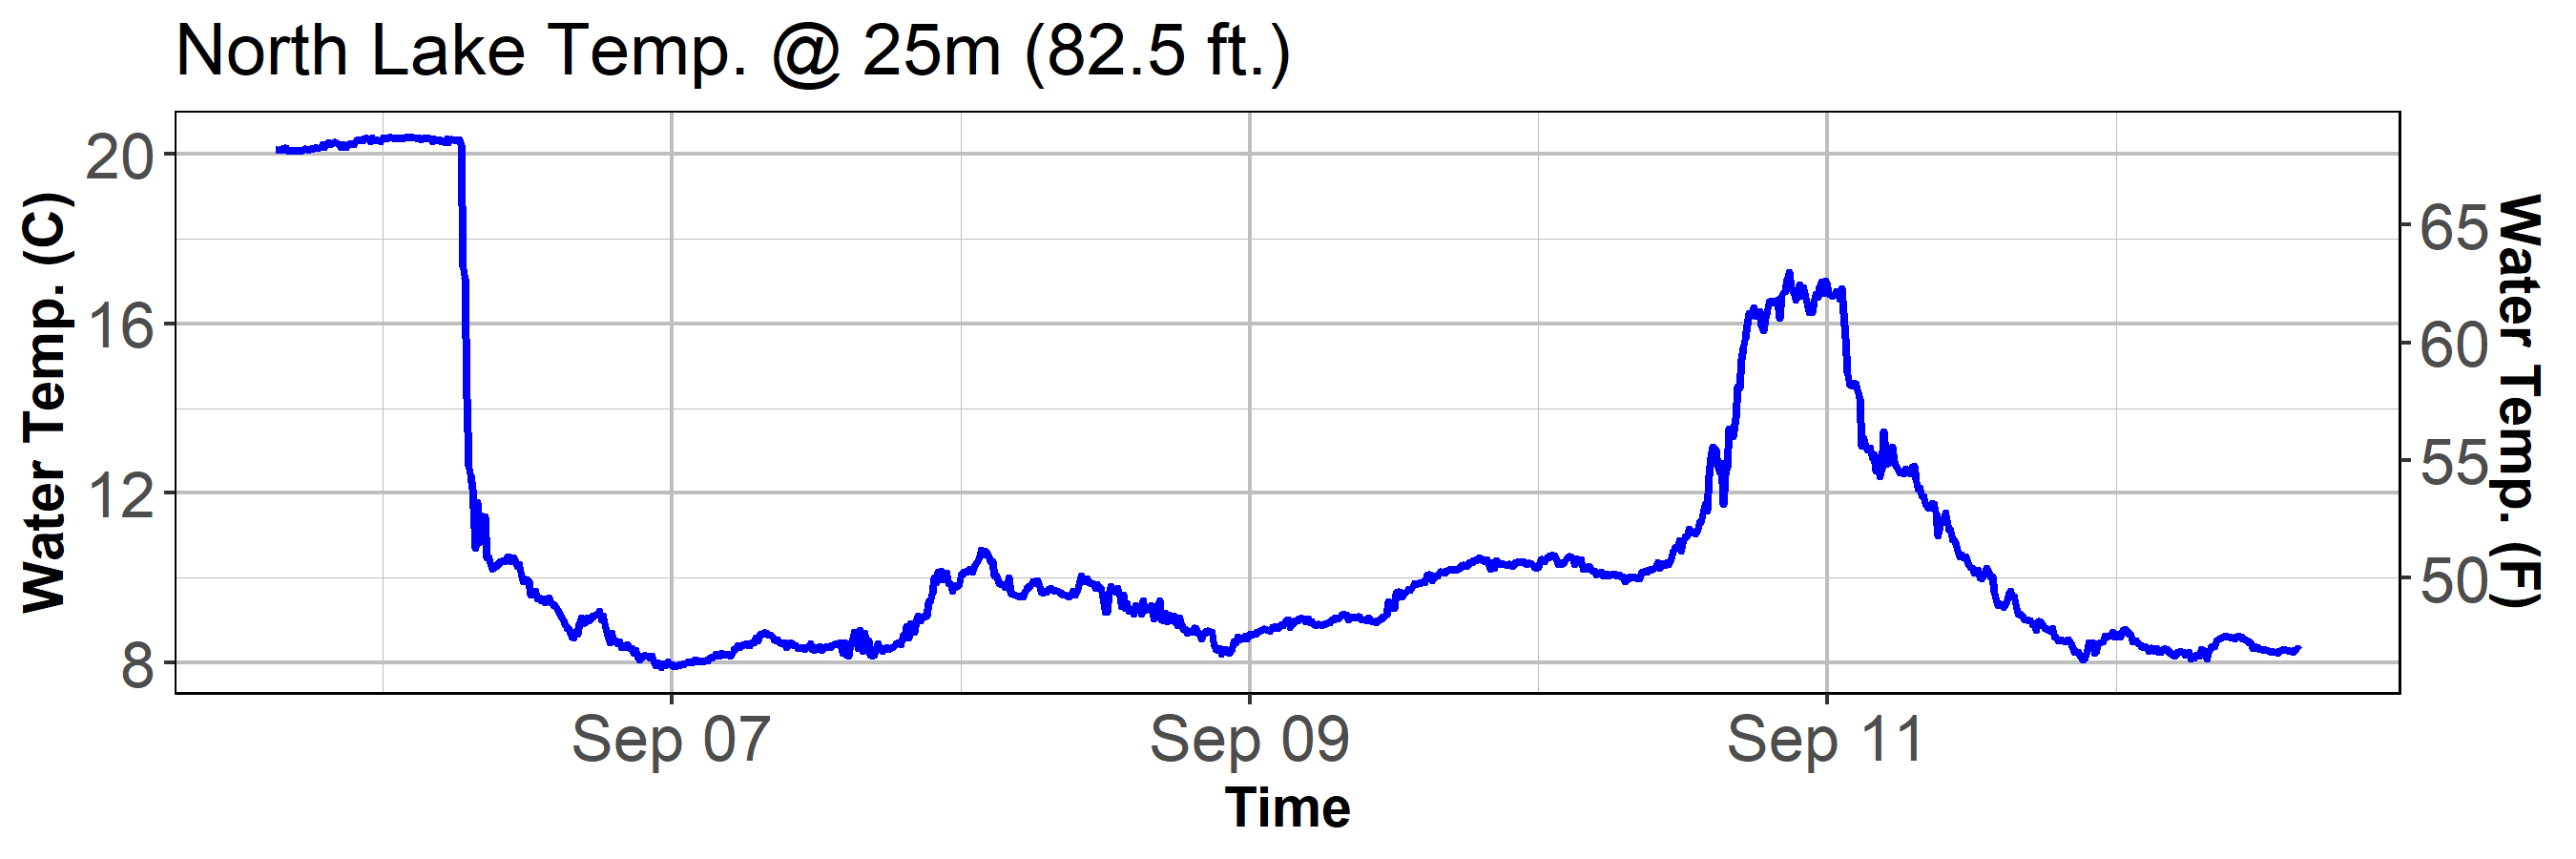 North Lake Temp. @ 25m (82.5 ft.)
Water Temp. (C)
20
16
12
8
65
60
55
50
Water Temp. (F)
Sep 07 Sep 09 Sep 11
Time